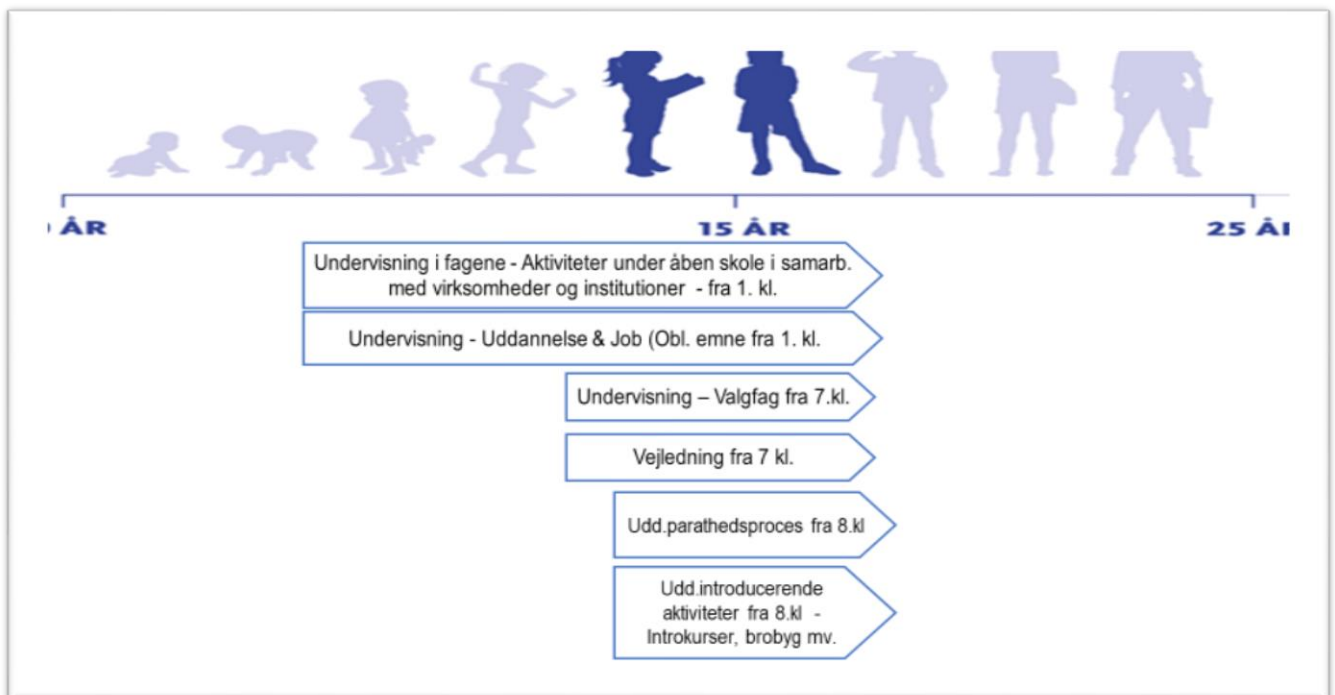 ÅR
15 ÅR
25 Å
Undervisning i fagene - Aktiviteter under åben skole i samarb.
med virksomheder og institutioner - fra 1. kl.
Undervisning - Uddannelse & Job (Obl. emne fra 1. kl.
Undervisning – Valgfag fra 7.kl.
Vejledning fra 7 kl.
Udd.parathedsproces fra 8.kl
Udd.introducerende
aktiviteter fra 8.kl -
Introkurser, brobyg mv.